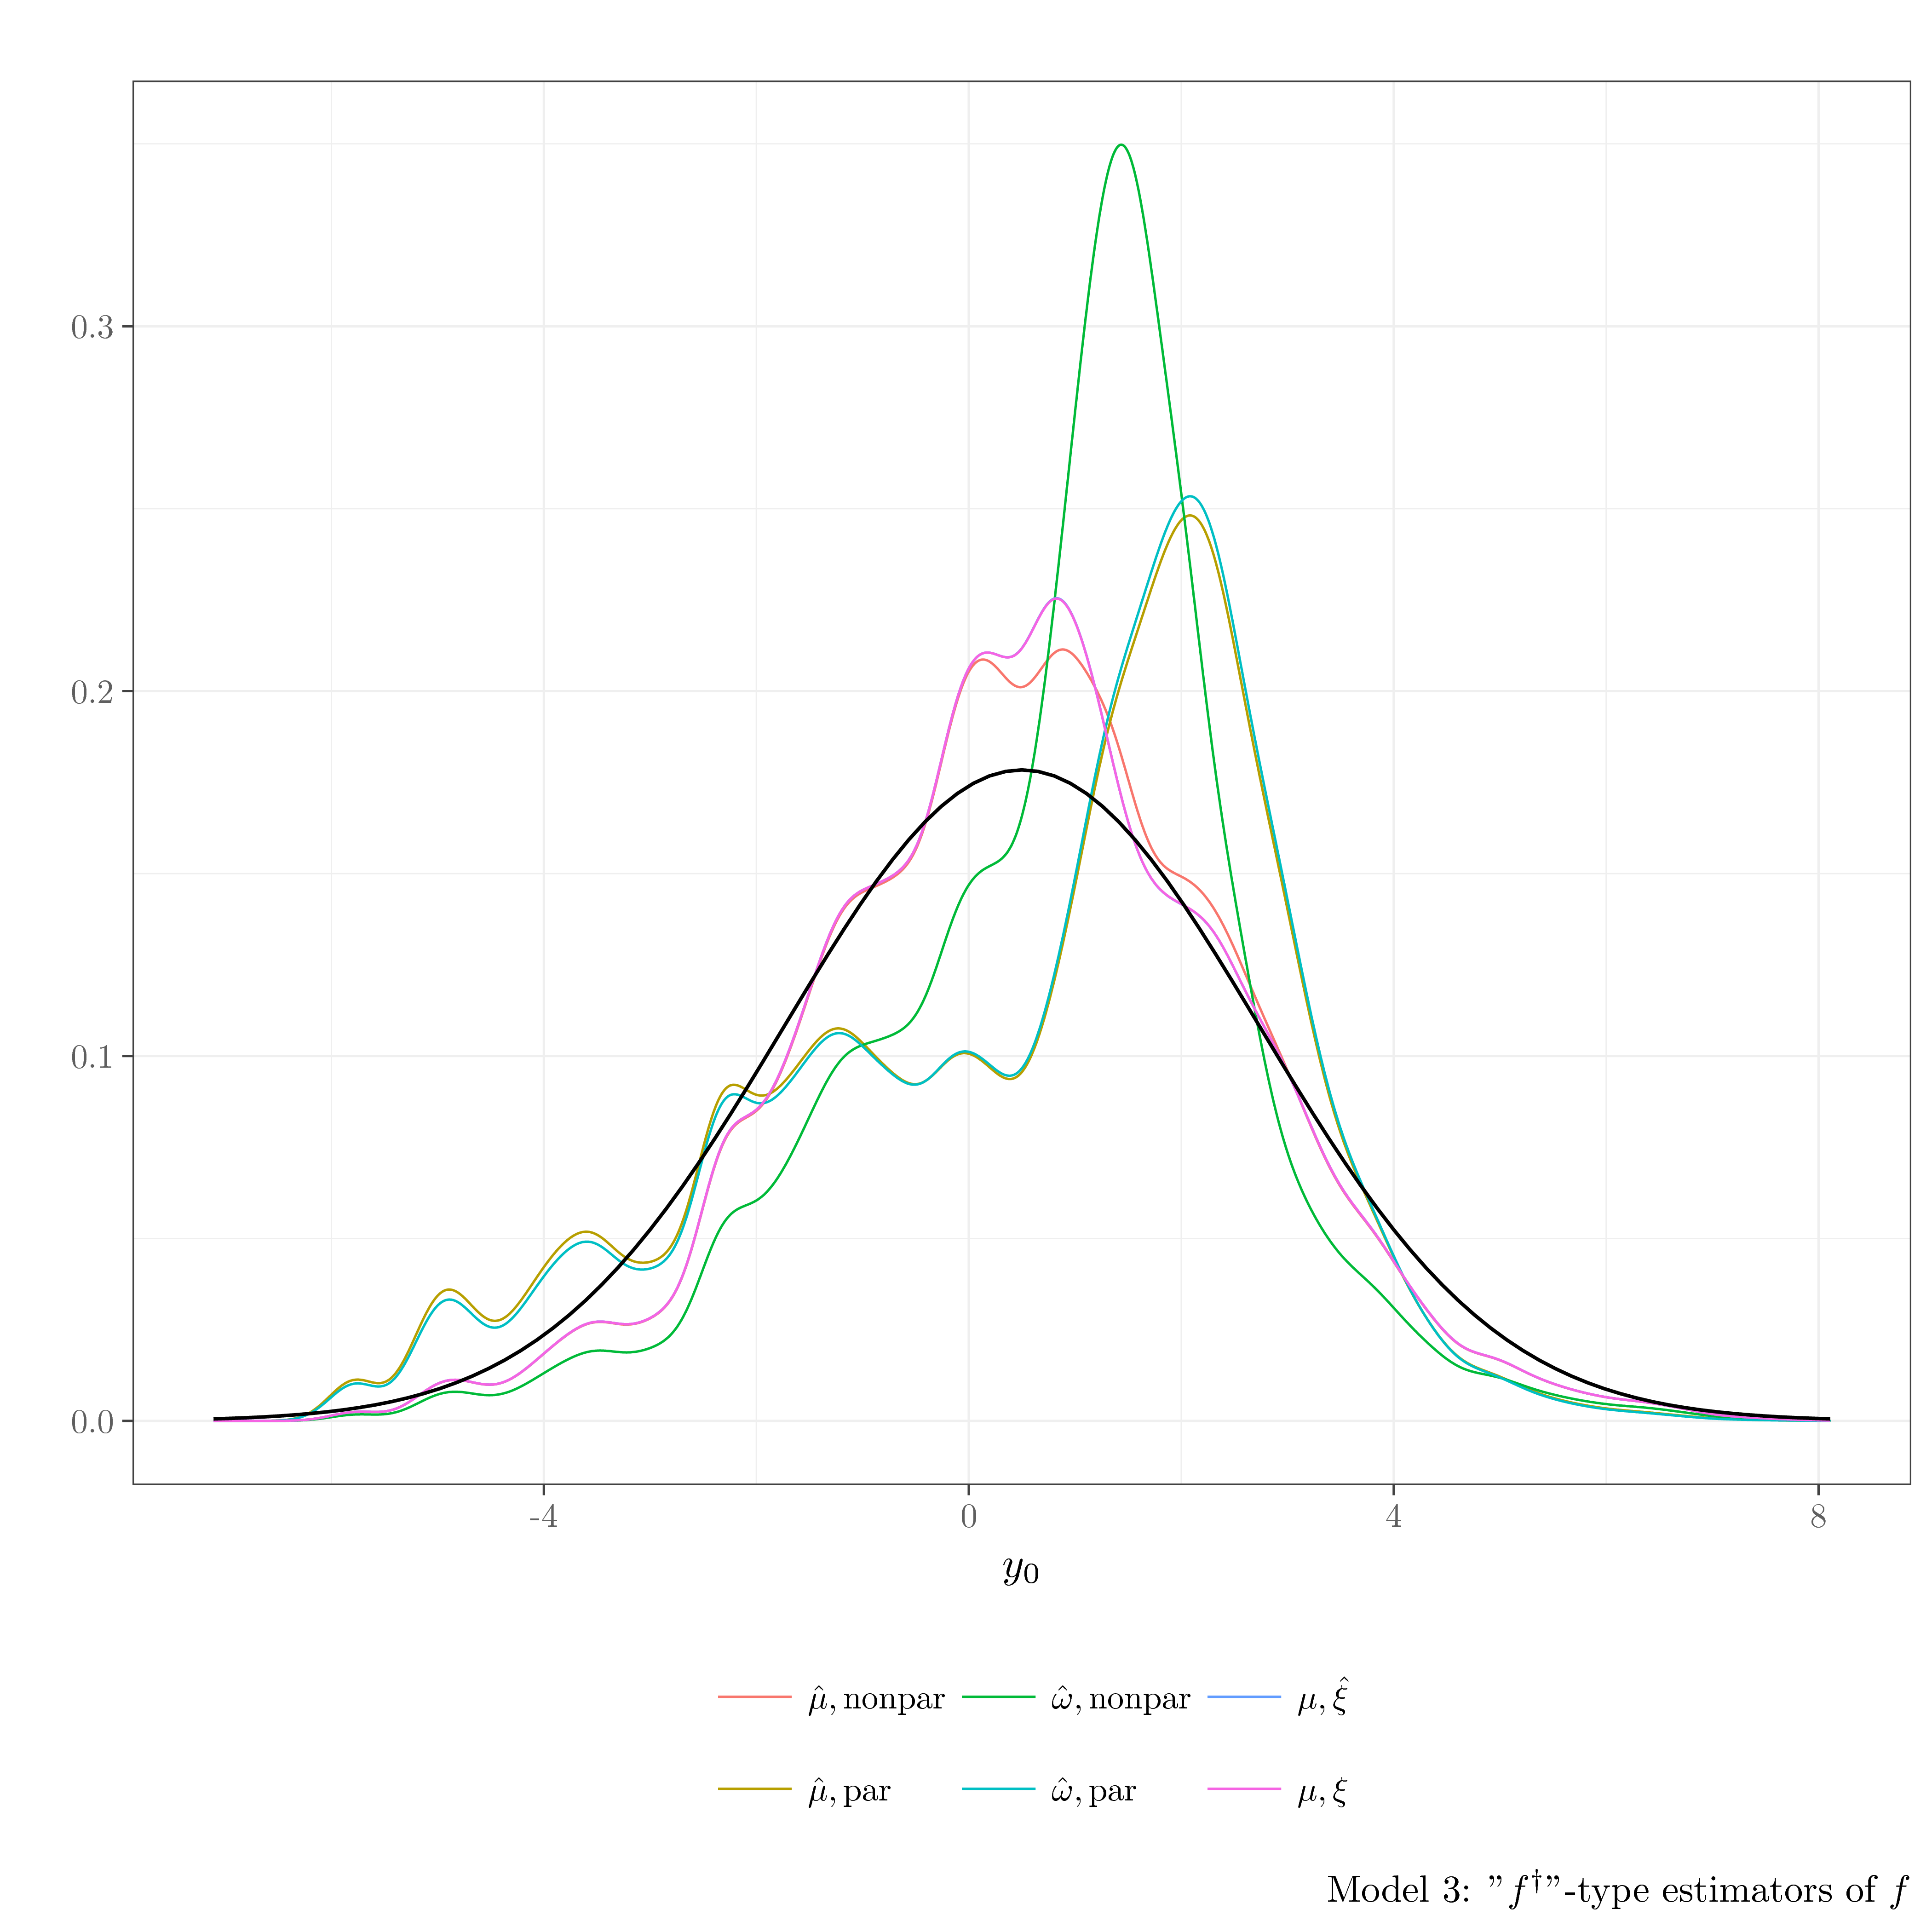 0.3
0.2
0.1
0.0
-4 0 4 8
y₀
μ̂, nonpar ω̂, nonpar μ, ξ̂
μ̂, par ω̂, par μ, ξ
Model 3: ”f†”-type estimators of f